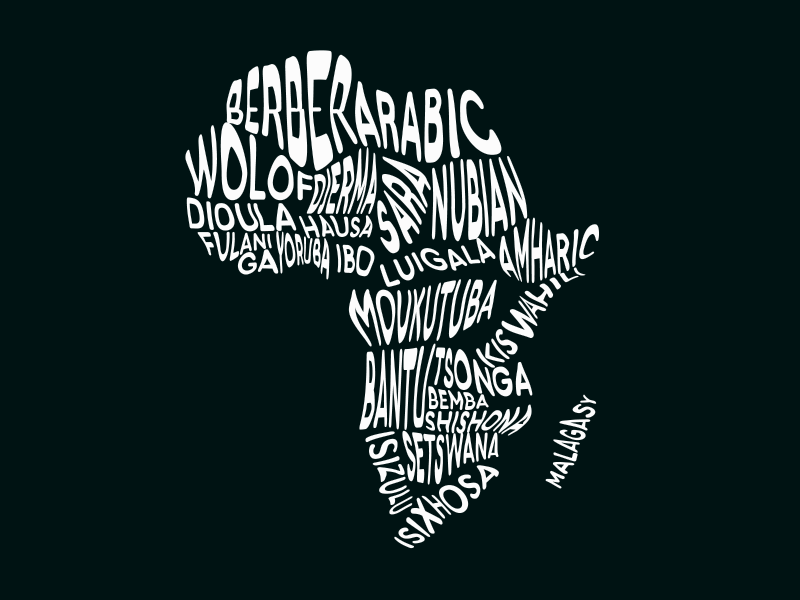 BERBER
ARABIC
WOLOF
DJERMA
SARA
NUBIAN
DIOULA
HAUSA
FULANI
YORUBA
IBO
GA
LUIGALA
AMHARIC
MOUKUTUBA
KISWAHILI
BANTU
TSONGA
BEMBA
SHISHONA
MALAGASY
ISIZULU
SETSWANA
ISIXHOSA